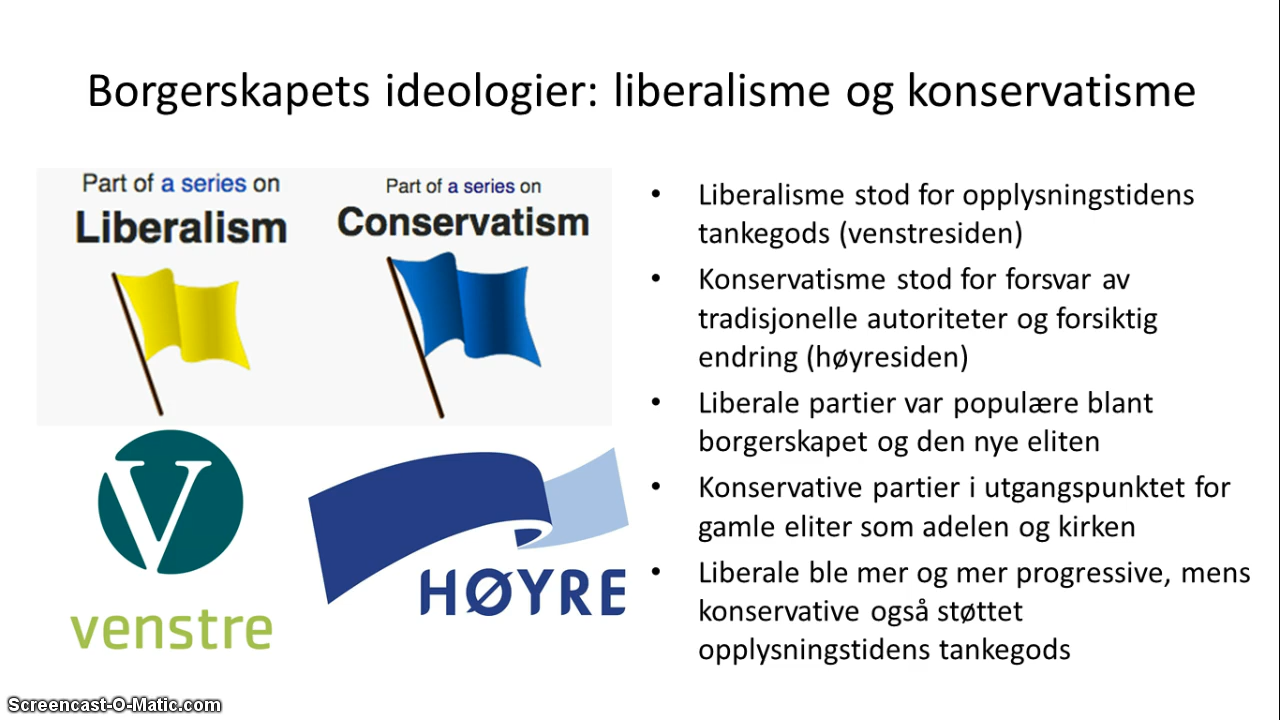 Borgerskapets ideologier: liberalisme og konservatisme
Part of a series on
Liberalism
Part of a series on
Conservatism
V
venstre
HØYRE
• Liberalisme stod for opplysningstidens
tankegods (venstresiden)
• Konservatisme stod for forsvar av
tradisjonelle autoriteter og forsiktig
endring (høyresiden)
• Liberale partier var populære blant
borgerskapet og den nye eliten
• Konservative partier i utgangspunktet for
gamle eliter som adelen og kirken
• Liberale ble mer og mer progressive, mens
konservative også støttet
opplysningstidens tankegods
Screencast-O-Matic.com